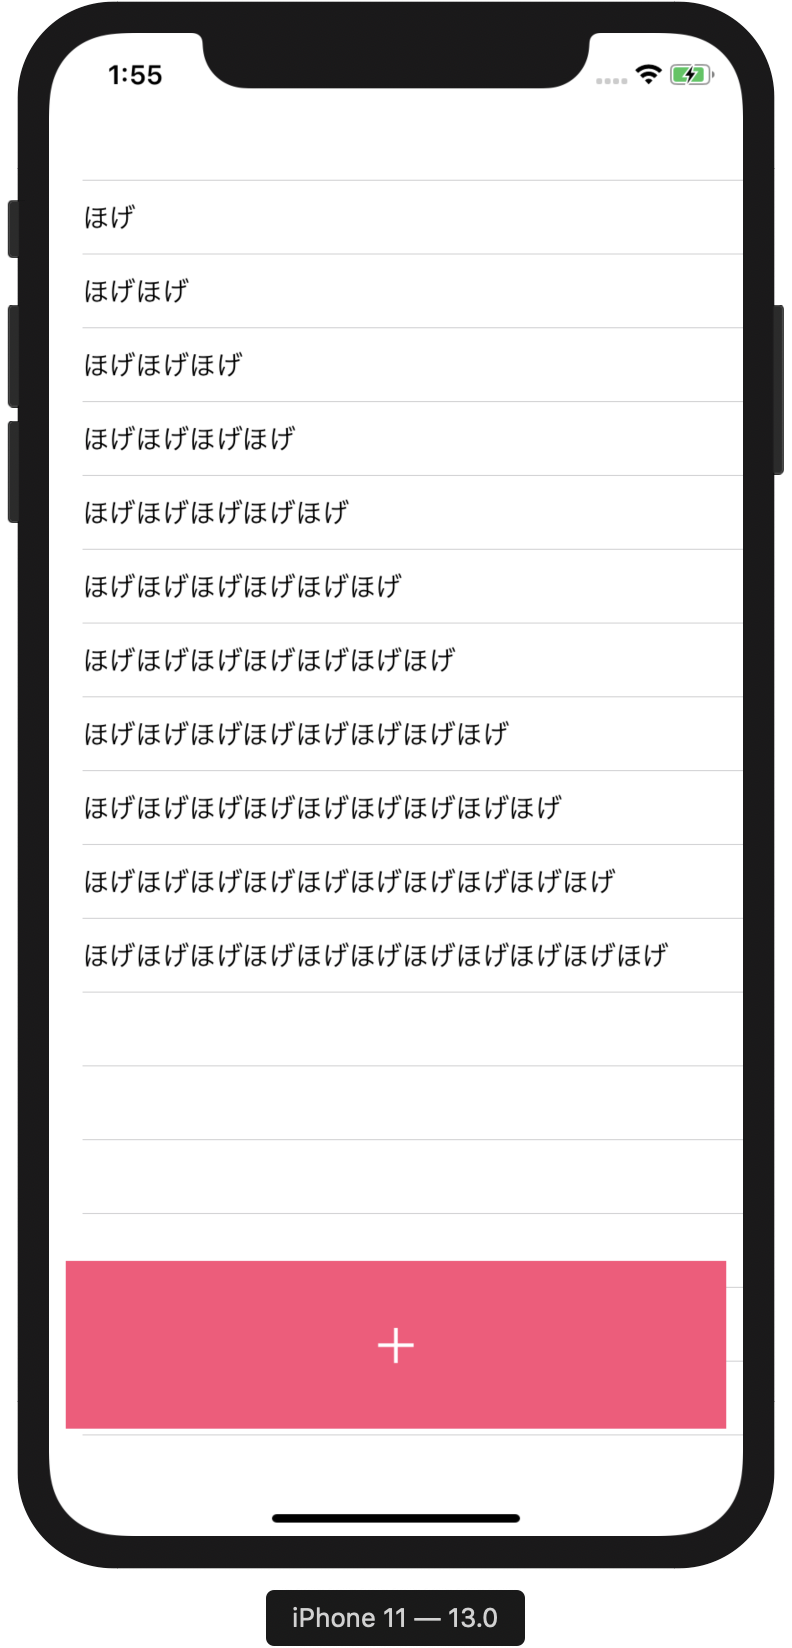 1:55
ほげ
ほげほげ
ほげほげほげ
ほげほげほげほげ
ほげほげほげほげほげ
ほげほげほげほげほげほげ
ほげほげほげほげほげほげほげ
ほげほげほげほげほげほげほげほげ
ほげほげほげほげほげほげほげほげほげ
ほげほげほげほげほげほげほげほげほげほげ
ほげほげほげほげほげほげほげほげほげほげほげ
+
iPhone 11 — 13.0